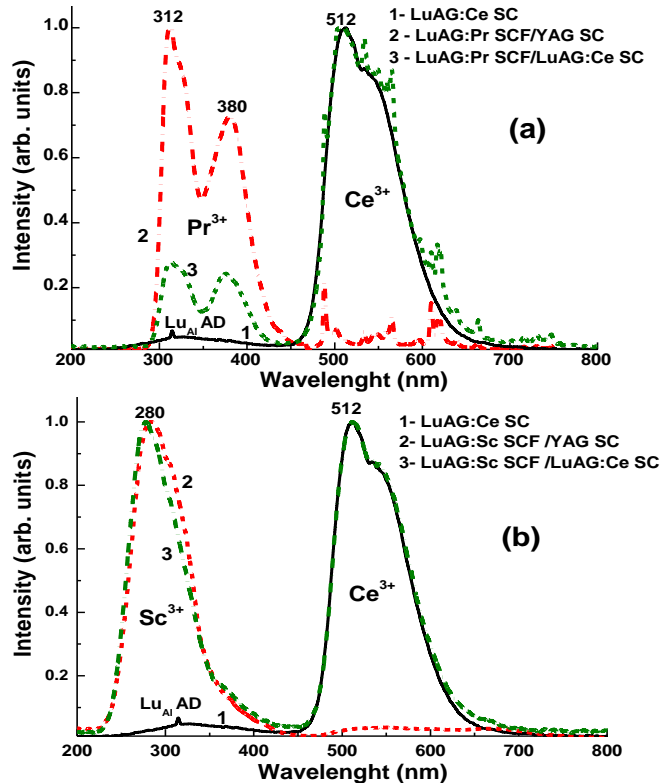 312
512
1- LuAG:Ce SC
2 - LuAG:Pr SCF/YAG SC
3 - LuAG:Pr SCF/LuAG:Ce SC
1.0
0.8
0.6
0.4
0.2
380
(a)
Pr3+
Ce3+
2
3
LuAl AD
1
200 300 400 500 600 700 800
Wavelenght (nm)
Intensity (arb. units)
280
512
1- LuAG:Ce SC
2- LuAG:Sc SCF /YAG SC
3- LuAG:Sc SCF /LuAG:Ce SC
1.0
0.8
0.6
0.4
0.2
2
(b)
3
Sc3+
Ce3+
LuAl AD
1
200 300 400 500 600 700 800
Wavelenght (nm)
Intensity (arb. units)